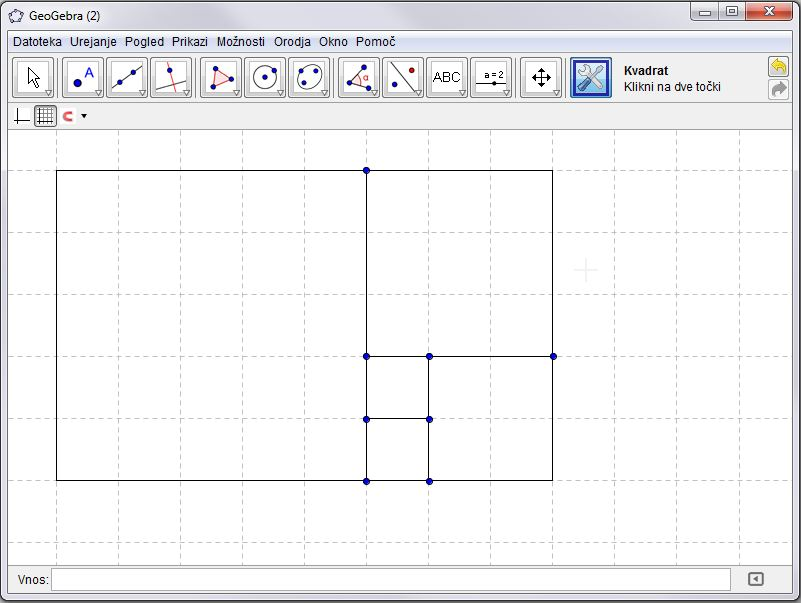 GeoGebra (2)
Datoteka Urejanje Pogled Prikazi Možnosti Orodja Okno Pomoč
A
α
ABC
a=2
Kvadrat
Klikni na dve točki
Vnos: